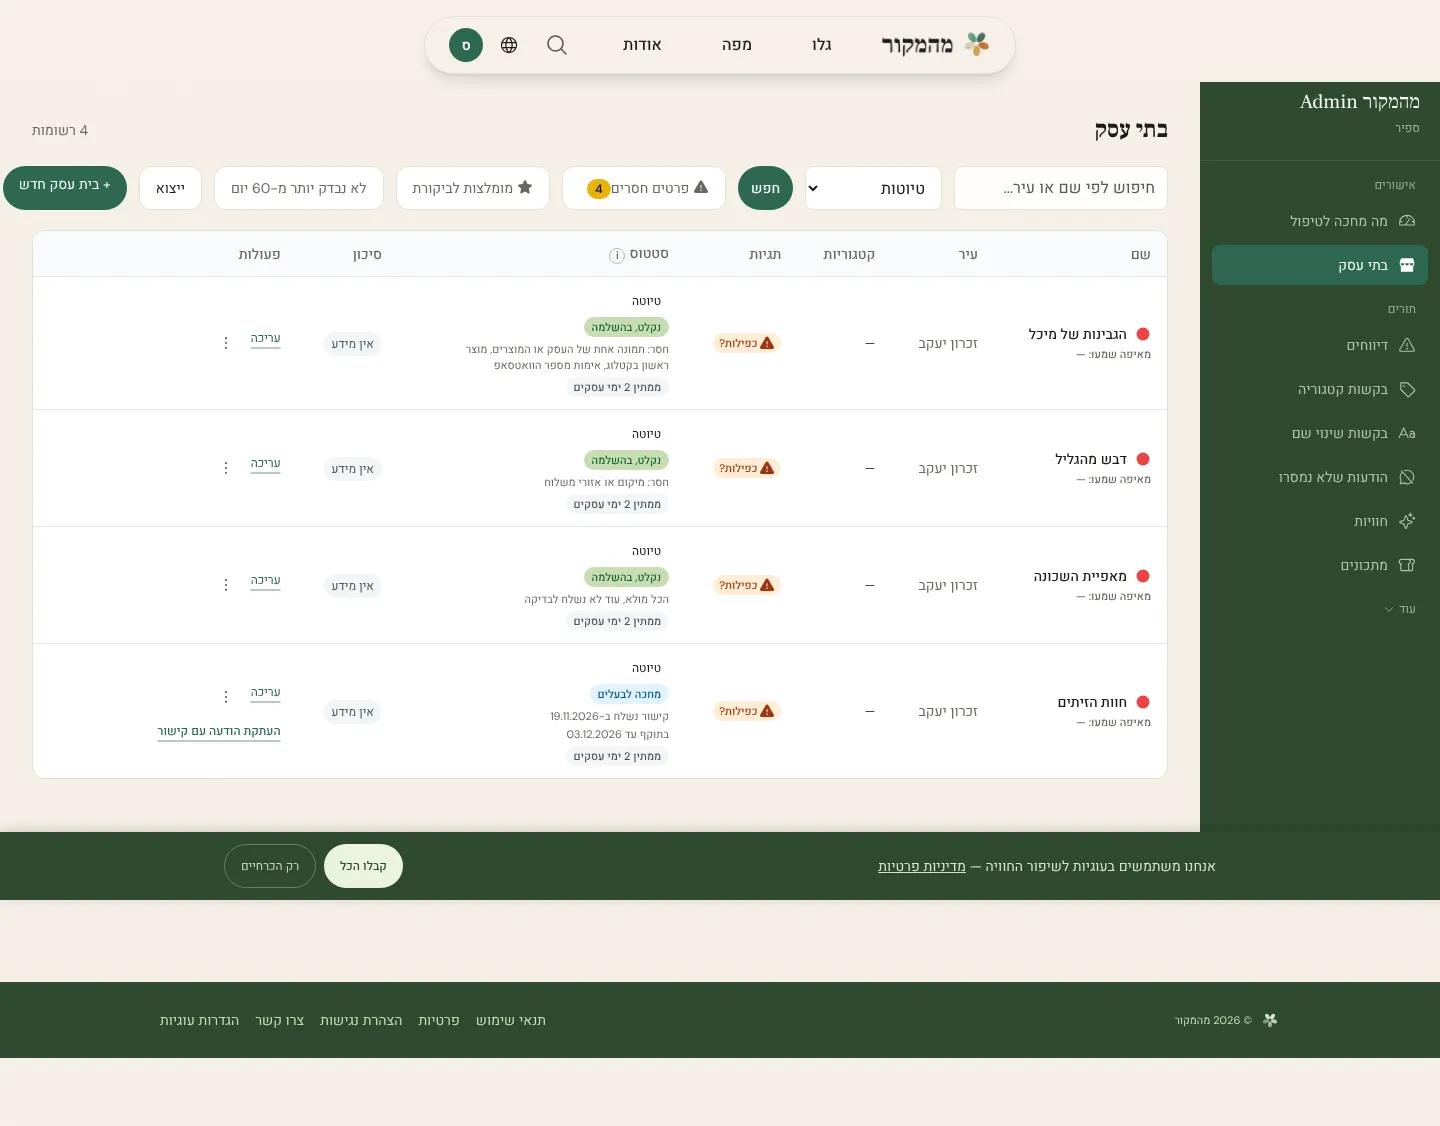 מהמקור
גלו
מפה
אודות
ס
מהמקור Admin
ספיר
אישורים
מה מחכה לטיפול
בתי עסק
תורים
דיווחים
בקשות קטגוריה
Aa בקשות שינוי שם
הודעות שלא נמסרו
חוויות
מתכונים
עוד
בתי עסק
4 רשומות
חיפוש לפי שם או עיר...
טיוטות
חפש
פרטים חסרים 4
מומלצות לביקורת
לא נבדק יותר מ-60 יום
ייצוא
+ בית עסק חדש
שם עיר קטגוריות תגיות סטטוס i סיכון פעולות
הגבינות של מיכל
מאיפה שמעו: —
זכרון יעקב
—
כפילות?
טיוטה
נקלט, בהשלמה
חסר: תמונה אחת של העסק או המוצרים, מוצר
ראשון בקטלוג, אימות מספר הוואטסאפ
ממתין 2 ימי עסקים
אין מידע
עריכה
דבש מהגליל
מאיפה שמעו: —
זכרון יעקב
—
כפילות?
טיוטה
נקלט, בהשלמה
חסר: מיקום או אזורי משלוח
ממתין 2 ימי עסקים
אין מידע
עריכה
מאפיית השכונה
מאיפה שמעו: —
זכרון יעקב
—
כפילות?
טיוטה
נקלט, בהשלמה
הכל מולא, עוד לא נשלח לבדיקה
ממתין 2 ימי עסקים
אין מידע
עריכה
חוות הזיתים
מאיפה שמעו: —
זכרון יעקב
—
כפילות?
טיוטה
מחכה לבעלים
קישור נשלח ב-19.11.2026
בתוקף עד 03.12.2026
ממתין 2 ימי עסקים
אין מידע
עריכה
העתקת הודעה עם קישור
אנחנו משתמשים בעוגיות לשיפור החוויה — מדיניות פרטיות
קבלו הכל
רק הכרחיים
© 2026 מהמקור
תנאי שימוש
פרטיות
הצהרת נגישות
צרו קשר
הגדרות עוגיות